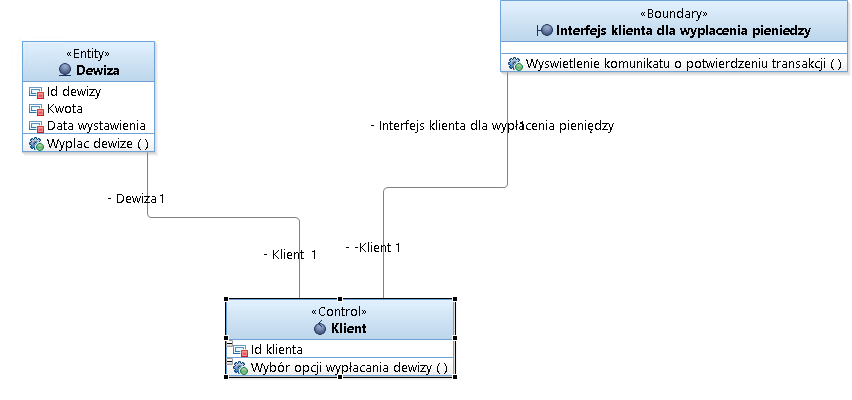 «Boundary»
Interfejs klienta dla wyplacenia pieniedzy
Wyswietlenie komunikatu o potwierdzeniu transakcji ( )
«Entity»
Dewiza
Id dewizy
Kwota
Data wystawienia
Wyplac dewize ( )
- Interfejs klienta dla wypłacenia pieniędzy
1
- Dewiza 1
- Klient 1
- -Klient 1
«Control»
Klient
Id klienta
Wybór opcji wypłacania dewizy ( )